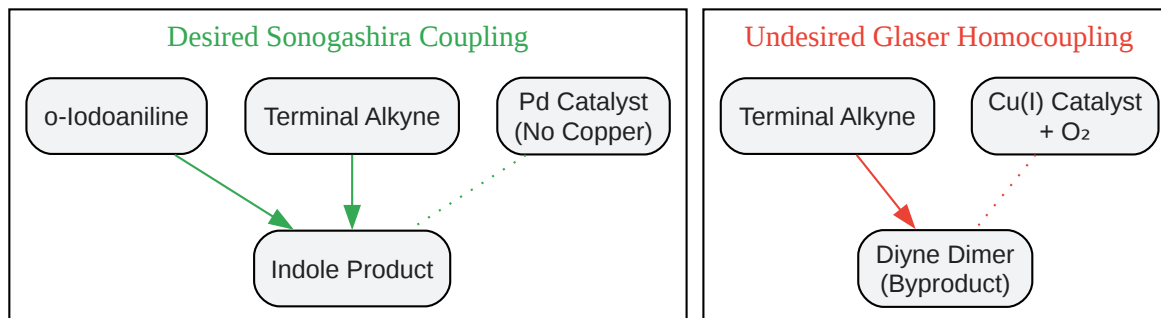 Desired Sonogashira Coupling
o-Iodoaniline
Terminal Alkyne
Pd Catalyst
(No Copper)
Indole Product
Undesired Glaser Homocoupling
Terminal Alkyne
Cu(I) Catalyst
+ O₂
Diyne Dimer
(Byproduct)